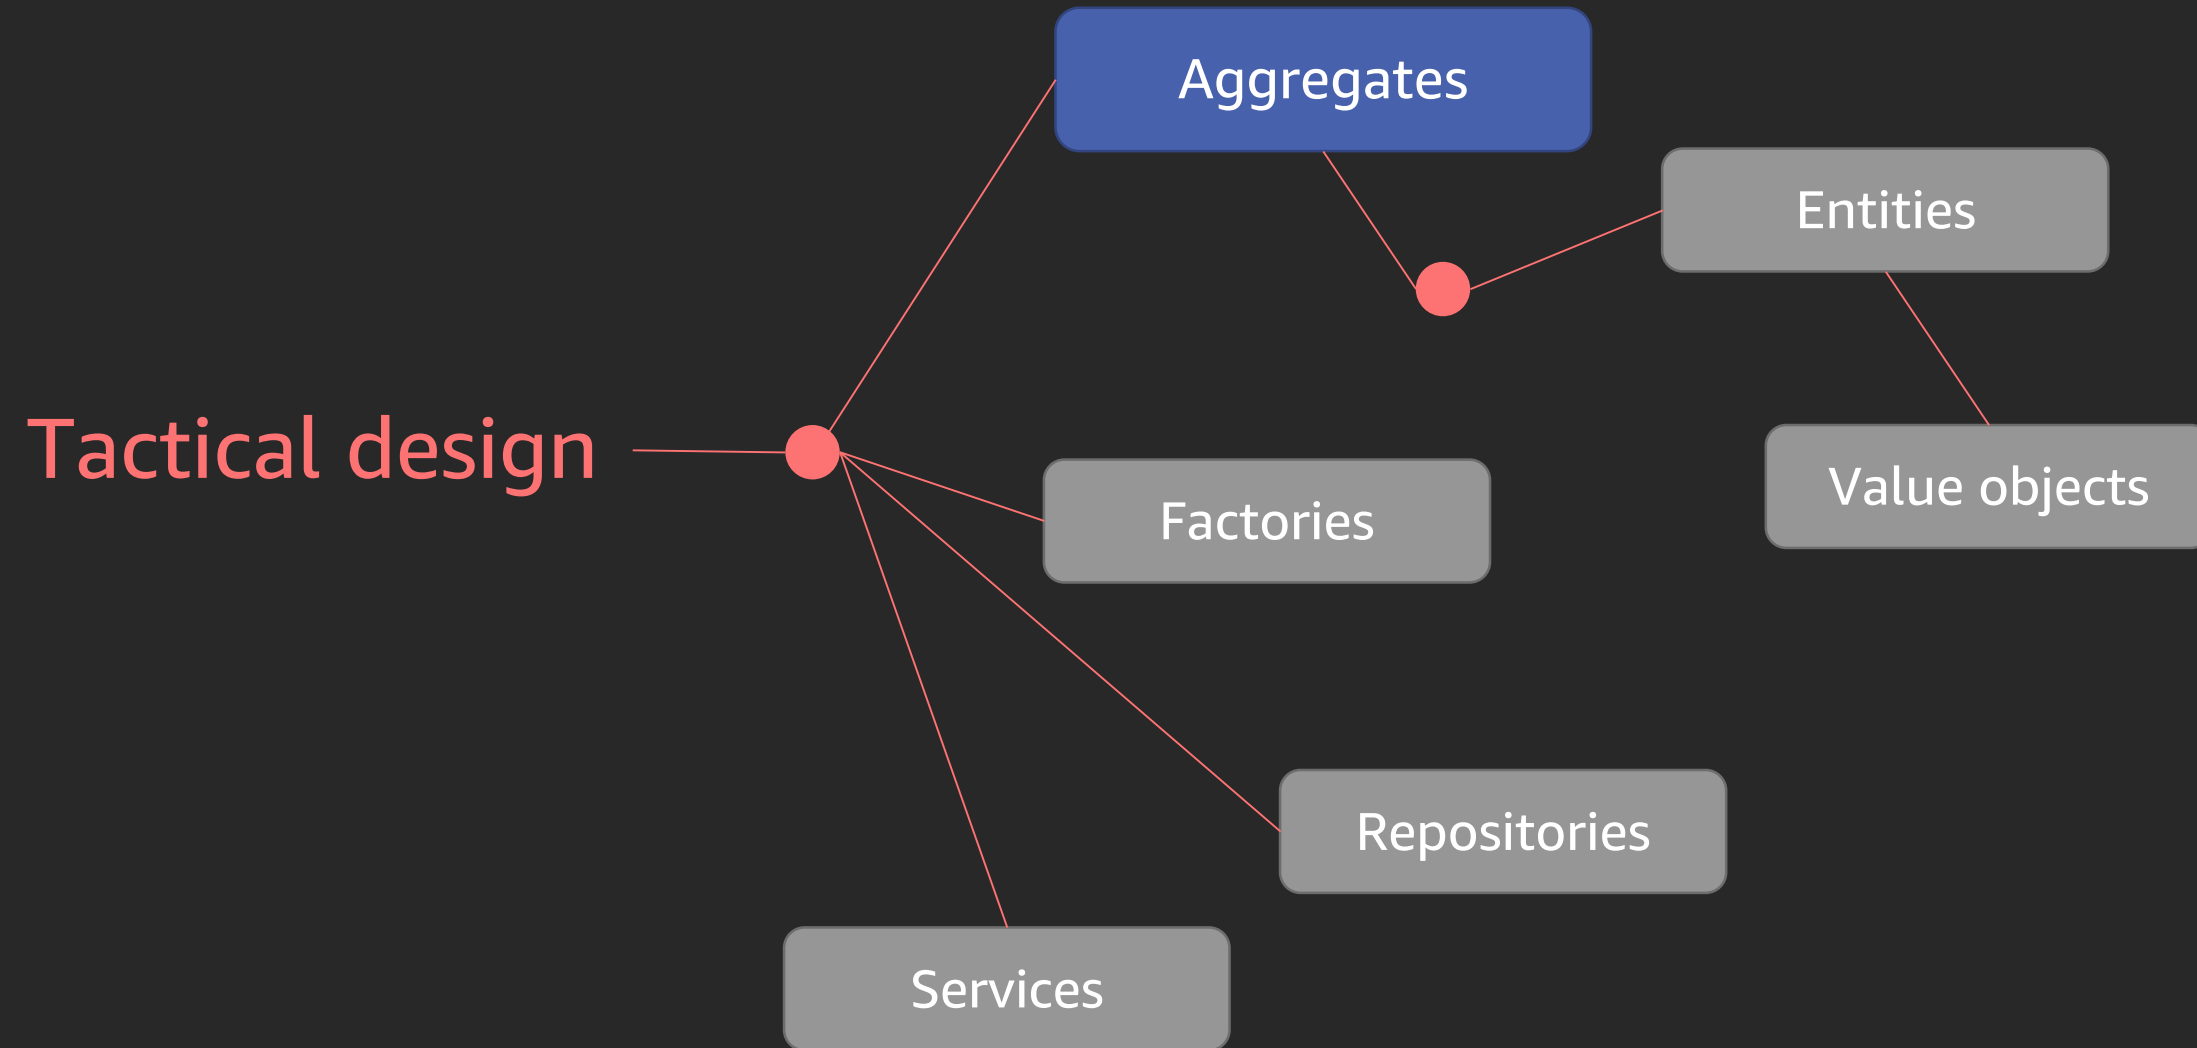 Aggregates
Entities
Tactical design
Value objects
Factories
Repositories
Services